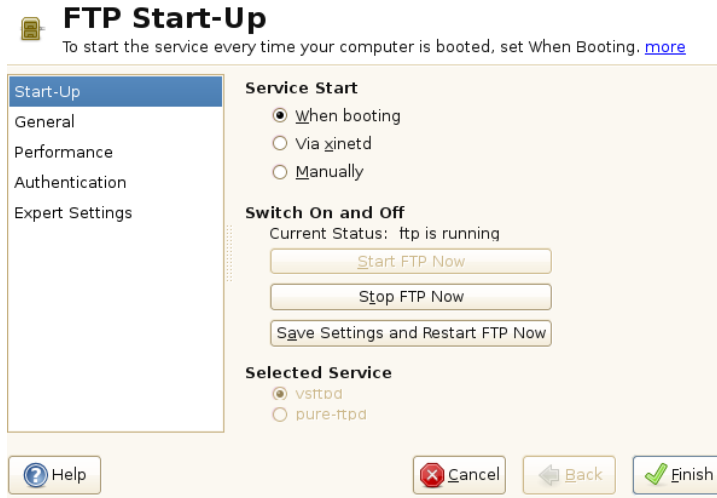 FTP Start-Up
To start the service every time your computer is booted, set When Booting. more
Start-Up
General
Performance
Authentication
Expert Settings
Service Start
When booting
Via xinetd
Manually
Switch On and Off
Current Status: ftp is running
Start FTP Now
Stop FTP Now
Save Settings and Restart FTP Now
Selected Service
vsftpd
pure-ftpd
Help
Cancel
Back
Finish